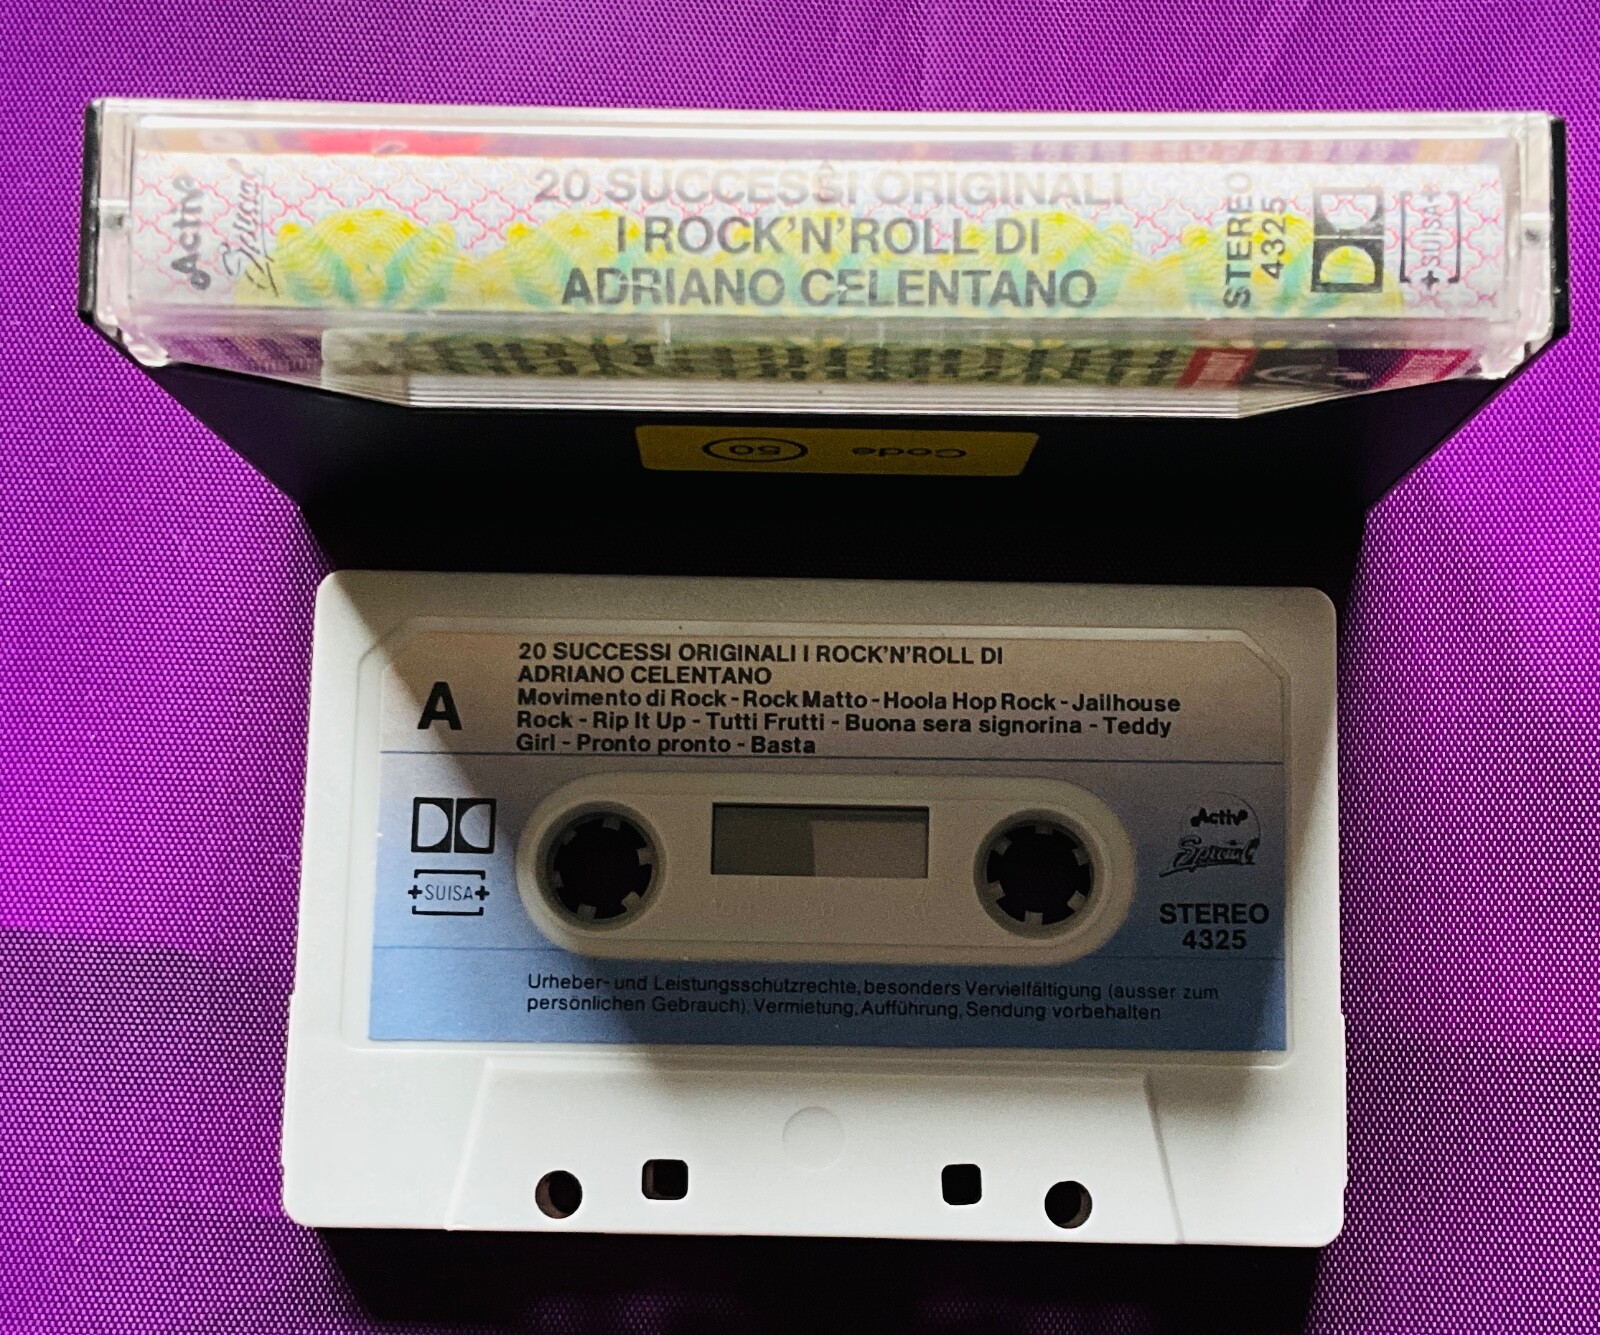 Activ
Special
20 SUCCESSI ORIGINALI
I ROCK'N'ROLL DI
ADRIANO CELENTANO
STEREO
4325
+SUISA+
Code 50
A
20 SUCCESSI ORIGINALI I ROCK'N'ROLL DI
ADRIANO CELENTANO
Movimento di Rock - Rock Matto - Hoola Hop Rock - Jailhouse
Rock - Rip It Up - Tutti Frutti - Buona sera signorina - Teddy
Girl - Pronto pronto - Basta
+SUISA+
Activ
Special
STEREO
4325
Urheber- und Leistungsschutzrechte, besonders Vervielfältigung (ausser zum
persönlichen Gebrauch), Vermietung, Aufführung, Sendung vorbehalten